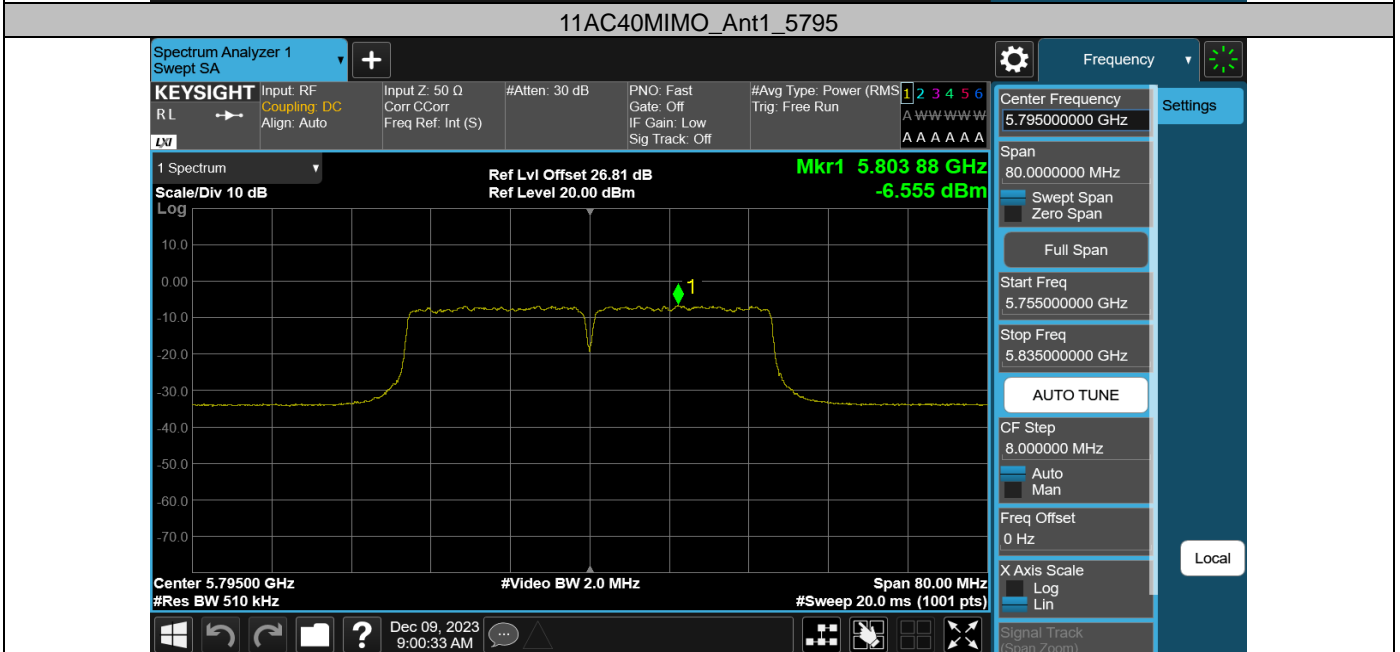 11AC40MIMO_Ant1_5795
Spectrum Analyzer 1
Swept SA
Frequency
KEYSIGHT
RL
LXI
Input: RF
Coupling: DC
Align: Auto
Input Z: 50 Ω
Corr CCorr
Freq Ref: Int (S)
#Atten: 30 dB
PNO: Fast
Gate: Off
IF Gain: Low
Sig Track: Off
#Avg Type: Power (RMS
Trig: Free Run
1 2 3 4 5 6
A W W W W W
A A A A A A
1 Spectrum
Scale/Div 10 dB
Log
Ref Lvl Offset 26.81 dB
Ref Level 20.00 dBm
Mkr1 5.803 88 GHz
-6.555 dBm
10.0
0.00
-10.0
-20.0
-30.0
-40.0
-50.0
-60.0
-70.0
1
Center 5.79500 GHz
#Res BW 510 kHz
#Video BW 2.0 MHz
Span 80.00 MHz
#Sweep 20.0 ms (1001 pts)
Dec 09, 2023
9:00:33 AM
Center Frequency
5.795000000 GHz
Settings
Span
80.0000000 MHz
Swept Span
Zero Span
Full Span
Start Freq
5.755000000 GHz
Stop Freq
5.835000000 GHz
AUTO TUNE
CF Step
8.000000 MHz
Auto
Man
Freq Offset
0 Hz
X Axis Scale
Log
Lin
Signal Track
(Span Zoom)
Local